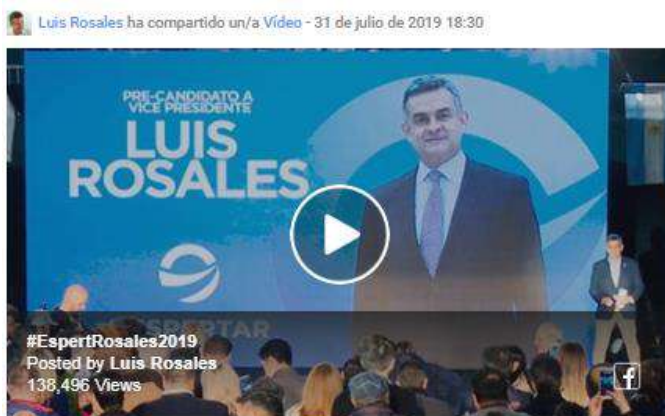 Luis Rosales ha compartido un/a Vídeo - 31 de julio de 2019 18:30
PRE-CANDIDATO A
VICE PRESIDENTE
LUIS
ROSALES
#EspertRosales2019
Posted by Luis Rosales
138,496 Views
f